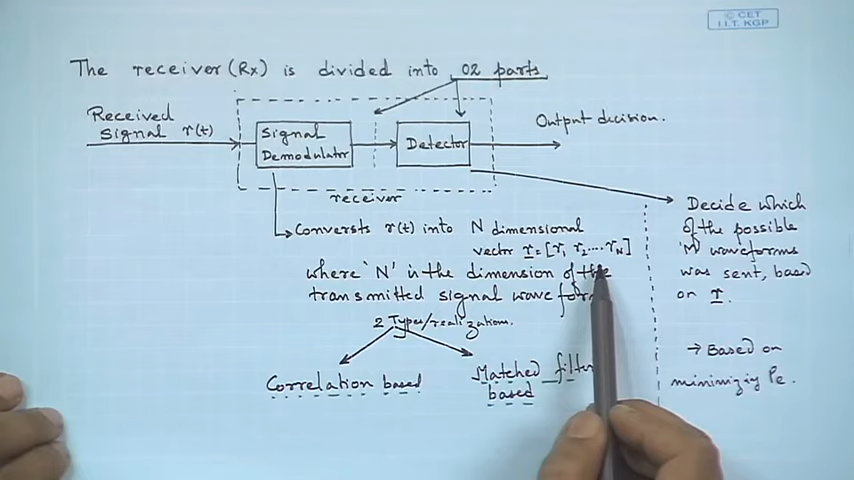 © CET
I.I.T. KGP
The receiver (Rx) is divided into 02 parts
Received
signal r(t)
Signal
Demodulator
Detector
Output decision.
receiver
Conversts r(t) into N dimensional
vector r = [r1 r2 .... rN]
where 'N' is the dimension of the
transmitted signal waveform
2 Types/realizations.
Correlation based
Matched filter
based
Decide which
of the possible
'M' waveforms
was sent, based
on r.
→ Based on
minimizing Pe.